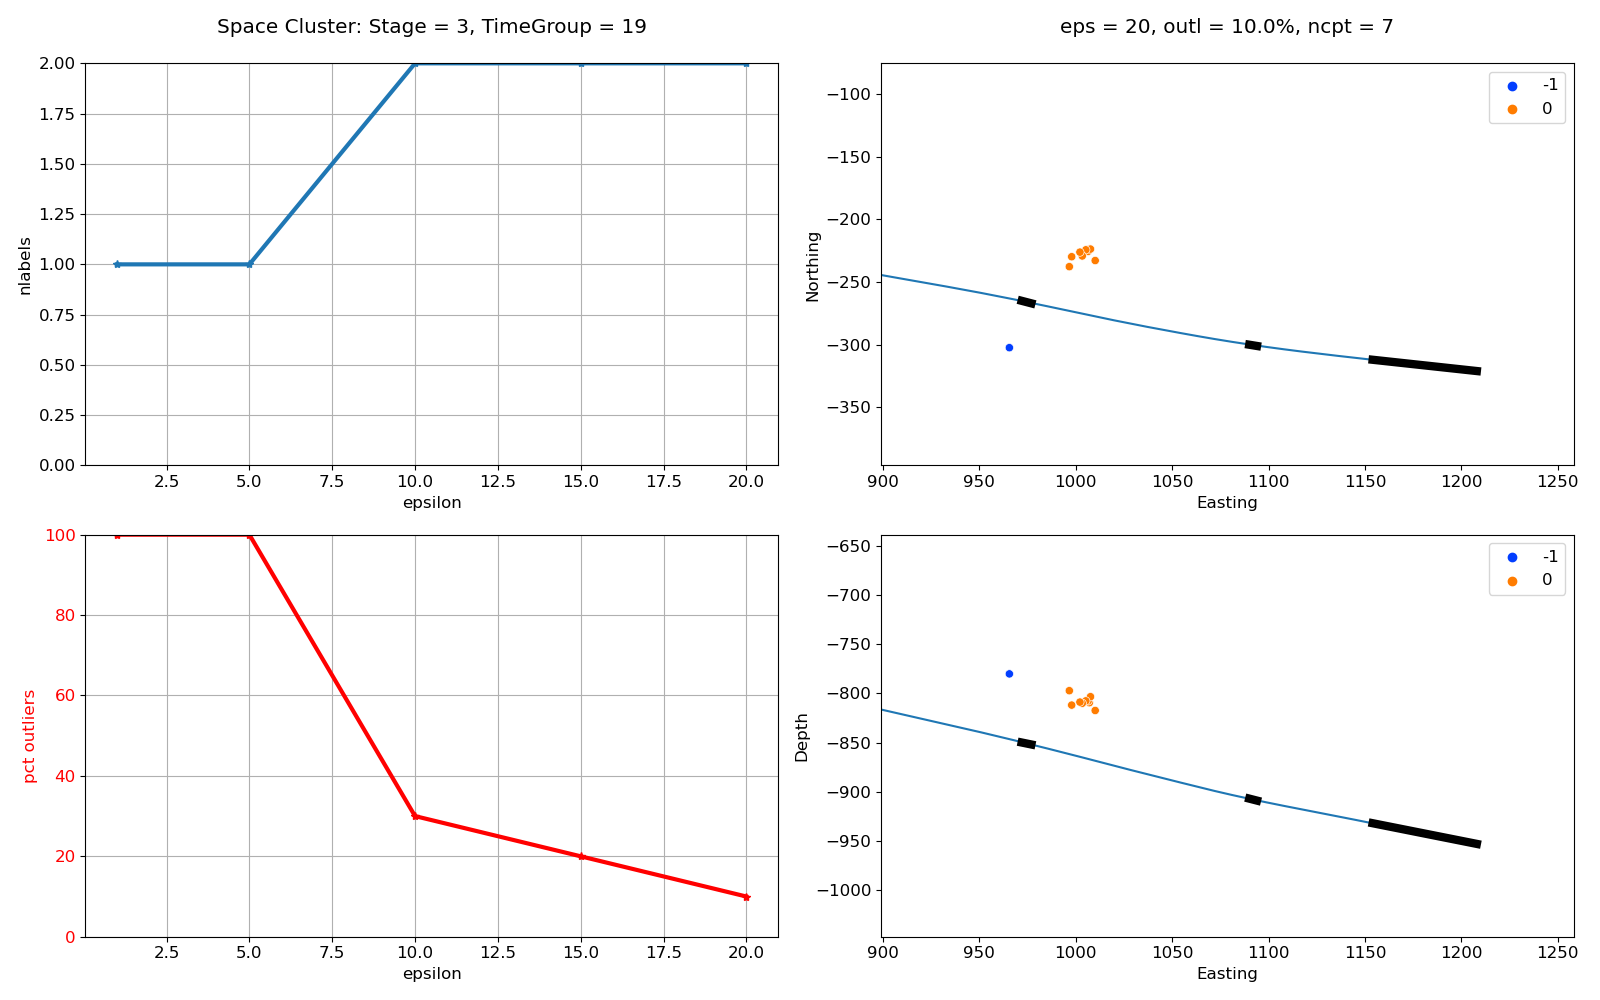 Space Cluster: Stage = 3, TimeGroup = 19
2.00
1.75
1.50
1.25
1.00
0.75
0.50
0.25
0.00
nlabels
2.5 5.0 7.5 10.0 12.5 15.0 17.5 20.0
epsilon
eps = 20, outl = 10.0%, ncpt = 7
−100
−150
−200
−250
−300
−350
Northing
-1
0
900 950 1000 1050 1100 1150 1200 1250
Easting
100
80
60
40
20
0
pct outliers
2.5 5.0 7.5 10.0 12.5 15.0 17.5 20.0
epsilon
−650
−700
−750
−800
−850
−900
−950
−1000
Depth
-1
0
900 950 1000 1050 1100 1150 1200 1250
Easting